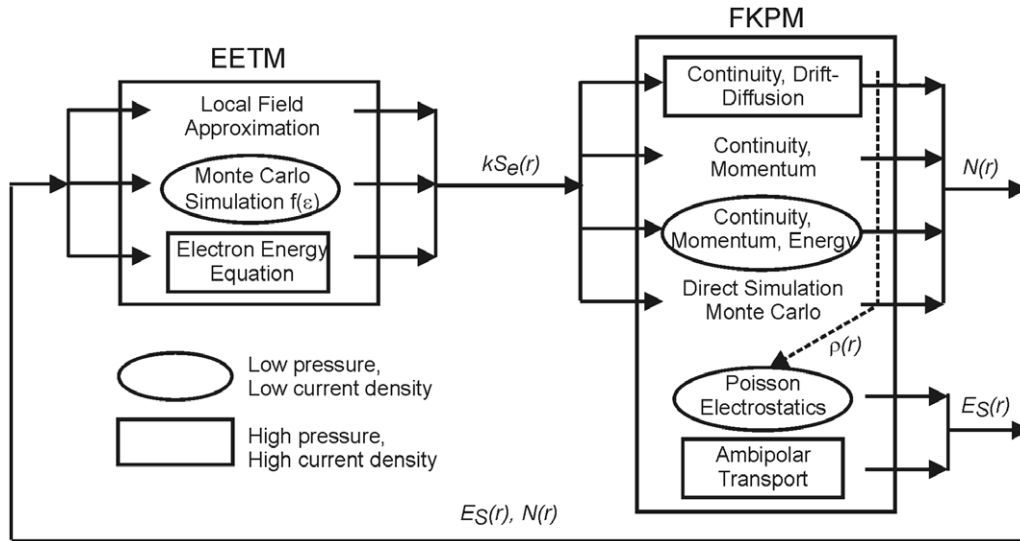 EETM
Local Field
Approximation
Monte Carlo
Simulation f(ε)
Electron Energy
Equation
Low pressure,
Low current density
High pressure,
High current density
kSe(r)
FKPM
Continuity, Drift-
Diffusion
Continuity,
Momentum
Continuity,
Momentum, Energy
Direct Simulation
Monte Carlo
ρ(r)
Poisson
Electrostatics
Ambipolar
Transport
N(r)
ES(r)
ES(r), N(r)